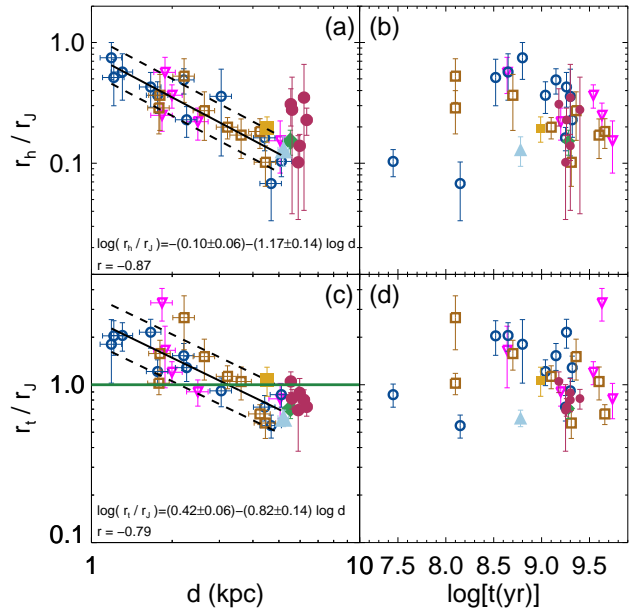 (a)
(b)
1.0
0.1
r_h / r_J
log( r_h / r_J )=−(0.10±0.06)−(1.17±0.14) log d
r = −0.87
(c)
(d)
1.0
0.1
r_t / r_J
log( r_t / r_J )=(0.42±0.06)−(0.82±0.14) log d
r = −0.79
1 10 7.5 8.0 8.5 9.0 9.5
d (kpc) log[t(yr)]